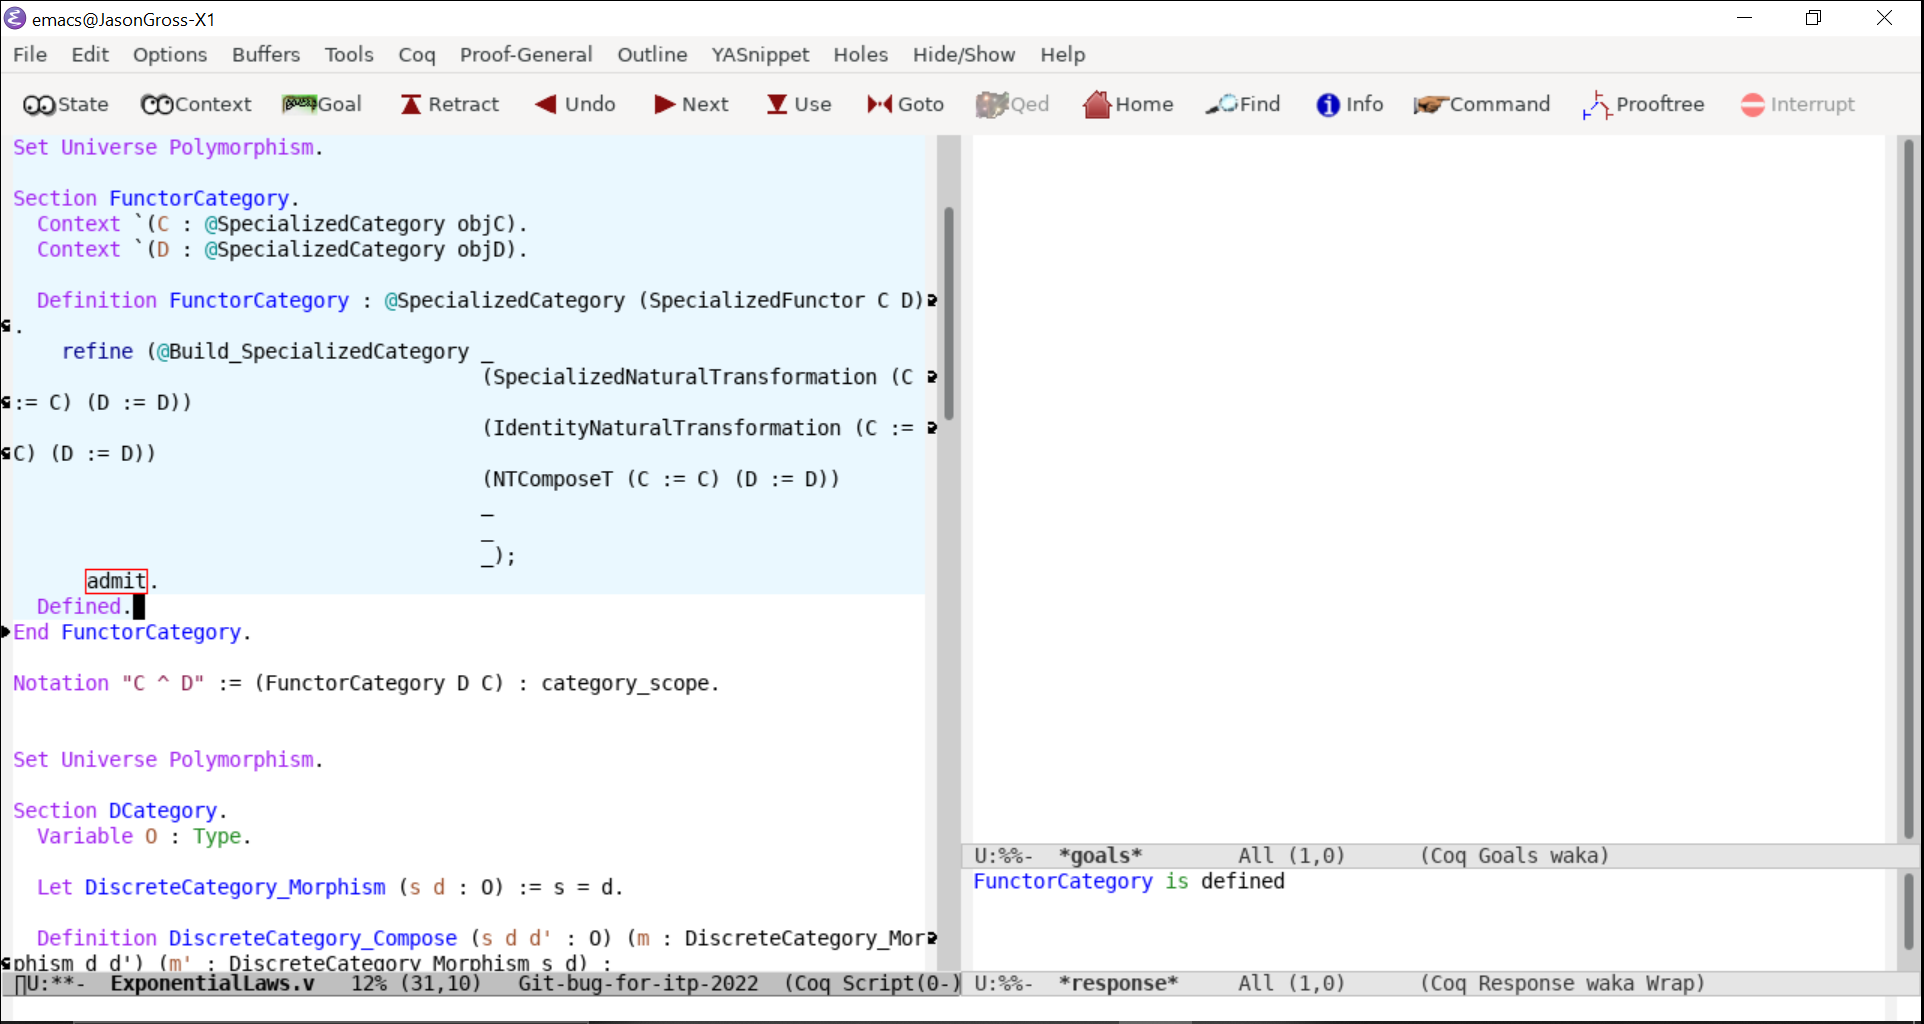 emacs@JasonGross-X1
File Edit Options Buffers Tools Coq Proof-General Outline YASnippet Holes Hide/Show Help
State Context Goal Retract Undo Next Use Goto Qed Home Find Info Command Prooftree Interrupt
Set Universe Polymorphism.
Section FunctorCategory.
  Context `(C : @SpecializedCategory objC).
  Context `(D : @SpecializedCategory objD).
  Definition FunctorCategory : @SpecializedCategory (SpecializedFunctor C D)
.
    refine (@Build_SpecializedCategory _
                                       (SpecializedNaturalTransformation (C
:= C) (D := D))
                                       (IdentityNaturalTransformation (C :=
C) (D := D))
                                       (NTComposeT (C := C) (D := D))
                                       _
                                       _
                                       _);
      admit.
  Defined.
End FunctorCategory.
Notation "C ^ D" := (FunctorCategory D C) : category_scope.
Set Universe Polymorphism.
Section DCategory.
  Variable O : Type.
  Let DiscreteCategory_Morphism (s d : O) := s = d.
  Definition DiscreteCategory_Compose (s d d' : O) (m : DiscreteCategory_Mor
phism d d') (m' : DiscreteCategory_Morphism s d) :
U:**-  ExponentialLaws.v   12% (31,10)   Git-bug-for-itp-2022  (Coq Script(0-)
U:%%-  *goals*        All (1,0)      (Coq Goals waka)
FunctorCategory is defined
U:%%-  *response*     All (1,0)      (Coq Response waka Wrap)